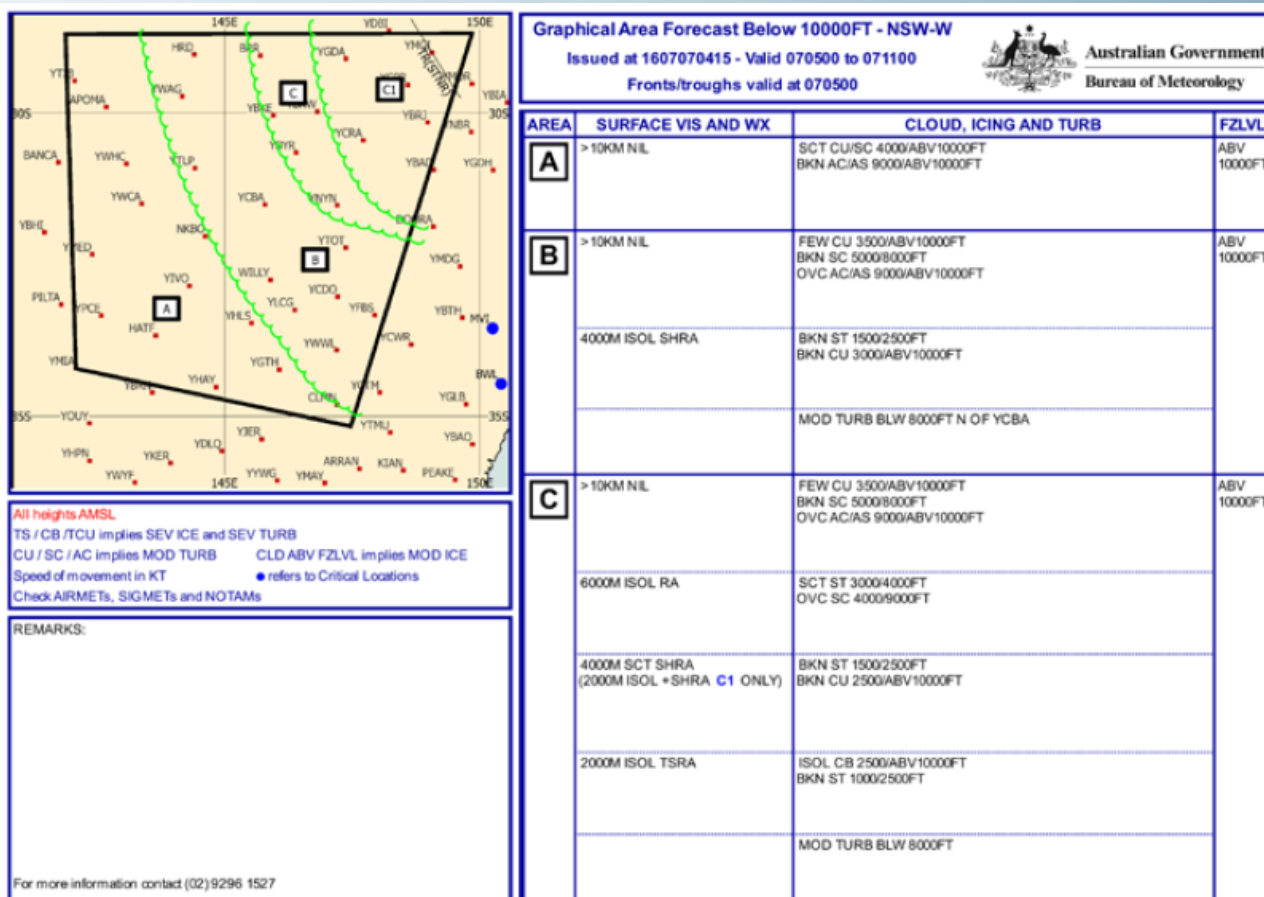 145E
150E
YDBI
HRD
BRR
YGDA
YTIB
APOMA
YWAG
C
C1
TR(STNR)
YBIA
30S
30S
YBKE
YBRJ
YNBR
YCRA
BANCA
YWHC
YTLP
YBYR
YBAD
YGDH
YWCA
YCBA
YNYN
YBHI
NKBO
DOORA
YMED
YTOT
B
YMDG
YIVO
WILLY
YCDO
PILTA
YPCE
A
YLCG
YFBS
YBTH
MVI
HATF
YHLS
YWWL
YCWR
YMIA
YGTH
BWL
YHAY
YGLB
35S
35S
YOUY
YTMU
YJER
YBAO
YHPN
YKER
YDLQ
ARRAN
KIAN
YWYF
YYWG
YMAY
PEAKE
145E
150E
All heights AMSL
TS / CB /TCU implies SEV ICE and SEV TURB
CU / SC / AC implies MOD TURB CLD ABV FZLVL implies MOD ICE
Speed of movement in KT ● refers to Critical Locations
Check AIRMETs, SIGMETs and NOTAMs
REMARKS:
For more information contact (02) 9296 1527
Graphical Area Forecast Below 10000FT - NSW-W
Issued at 1607070415 - Valid 070500 to 071100
Fronts/troughs valid at 070500
Australian Government
Bureau of Meteorology
AREA SURFACE VIS AND WX CLOUD, ICING AND TURB FZLVL
A >10KM NIL SCT CU/SC 4000/ABV10000FT ABV
BKN AC/AS 9000/ABV10000FT 10000FT
B >10KM NIL FEW CU 3500/ABV10000FT ABV
BKN SC 5000/8000FT 10000FT
OVC AC/AS 9000/ABV10000FT
4000M ISOL SHRA BKN ST 1500/2500FT
BKN CU 3000/ABV10000FT
MOD TURB BLW 8000FT N OF YCBA
C >10KM NIL FEW CU 3500/ABV10000FT ABV
BKN SC 5000/8000FT 10000FT
OVC AC/AS 9000/ABV10000FT
6000M ISOL RA SCT ST 3000/4000FT
OVC SC 4000/9000FT
4000M SCT SHRA BKN ST 1500/2500FT
(2000M ISOL +SHRA C1 ONLY) BKN CU 2500/ABV10000FT
2000M ISOL TSRA ISOL CB 2500/ABV10000FT
BKN ST 1000/2500FT
MOD TURB BLW 8000FT